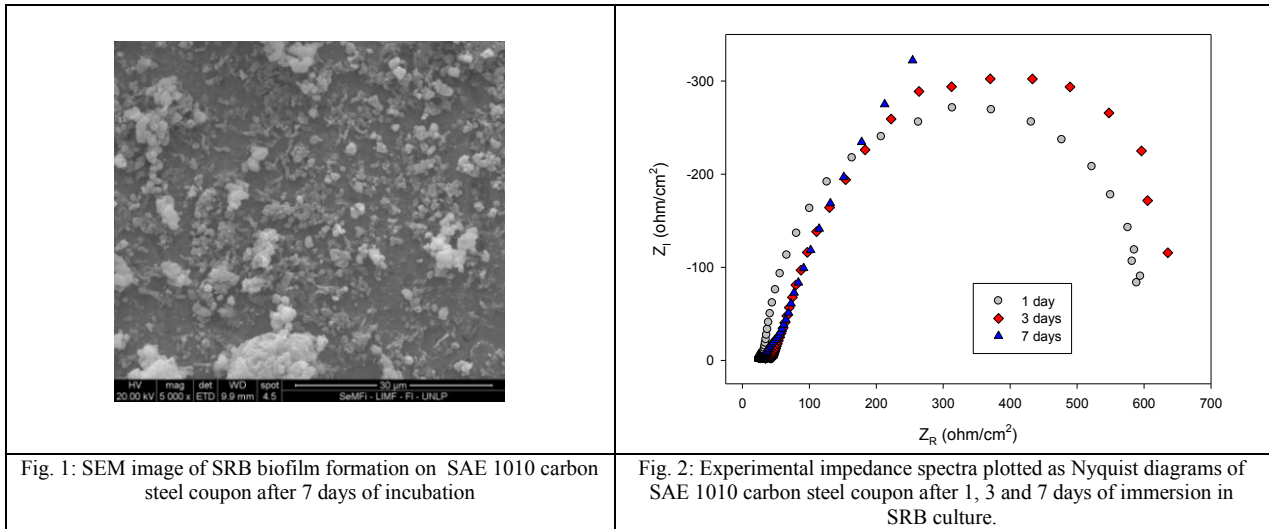 HV mag det WD spot 30 µm
20.00 kV 5 000 x ETD 9.9 mm 4.5 SeMFi - LIMF - FI - UNLP
Fig. 1: SEM image of SRB biofilm formation on SAE 1010 carbon
steel coupon after 7 days of incubation
-300
-200
-100
0
Z_I (ohm/cm²)
0 100 200 300 400 500 600 700
Z_R (ohm/cm²)
1 day
3 days
7 days
Fig. 2: Experimental impedance spectra plotted as Nyquist diagrams of
SAE 1010 carbon steel coupon after 1, 3 and 7 days of immersion in
SRB culture.